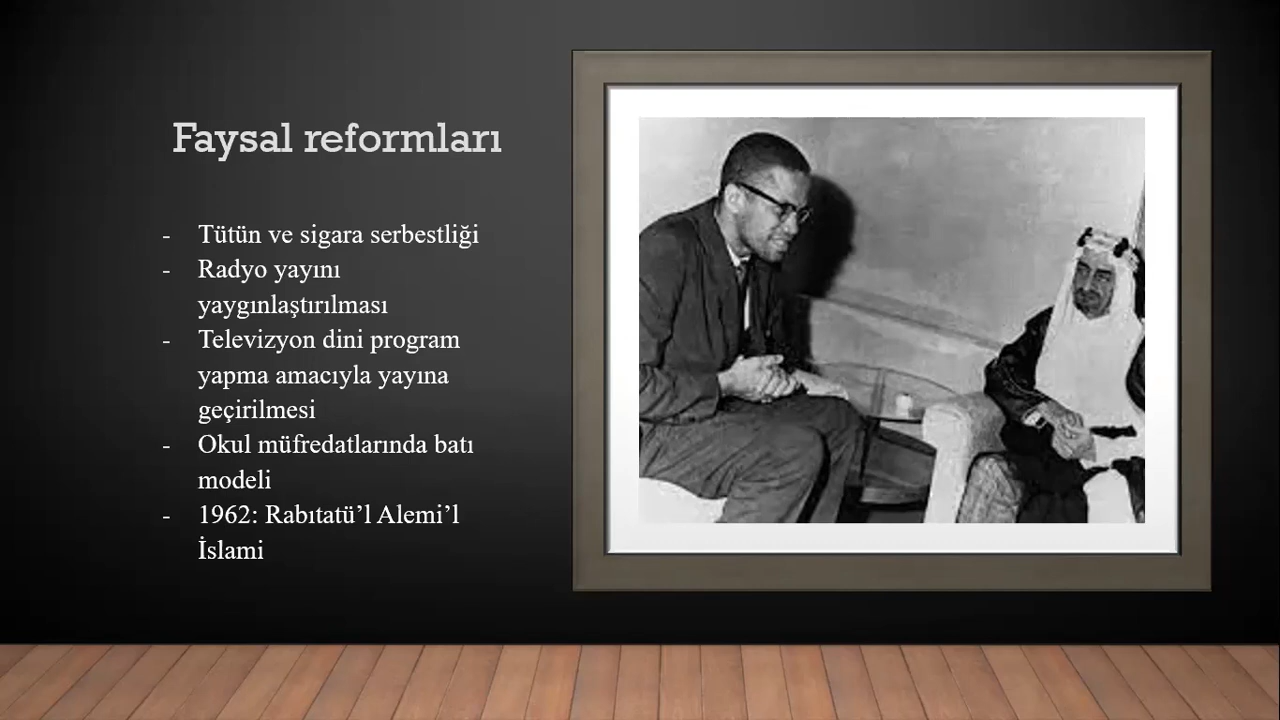 Faysal reformları
- Tütün ve sigara serbestliği
- Radyo yayını
yaygınlaştırılması
- Televizyon dini program
yapma amacıyla yayına
geçirilmesi
- Okul müfredatlarında batı
modeli
- 1962: Rabıtatü’l Alemi’l
İslami